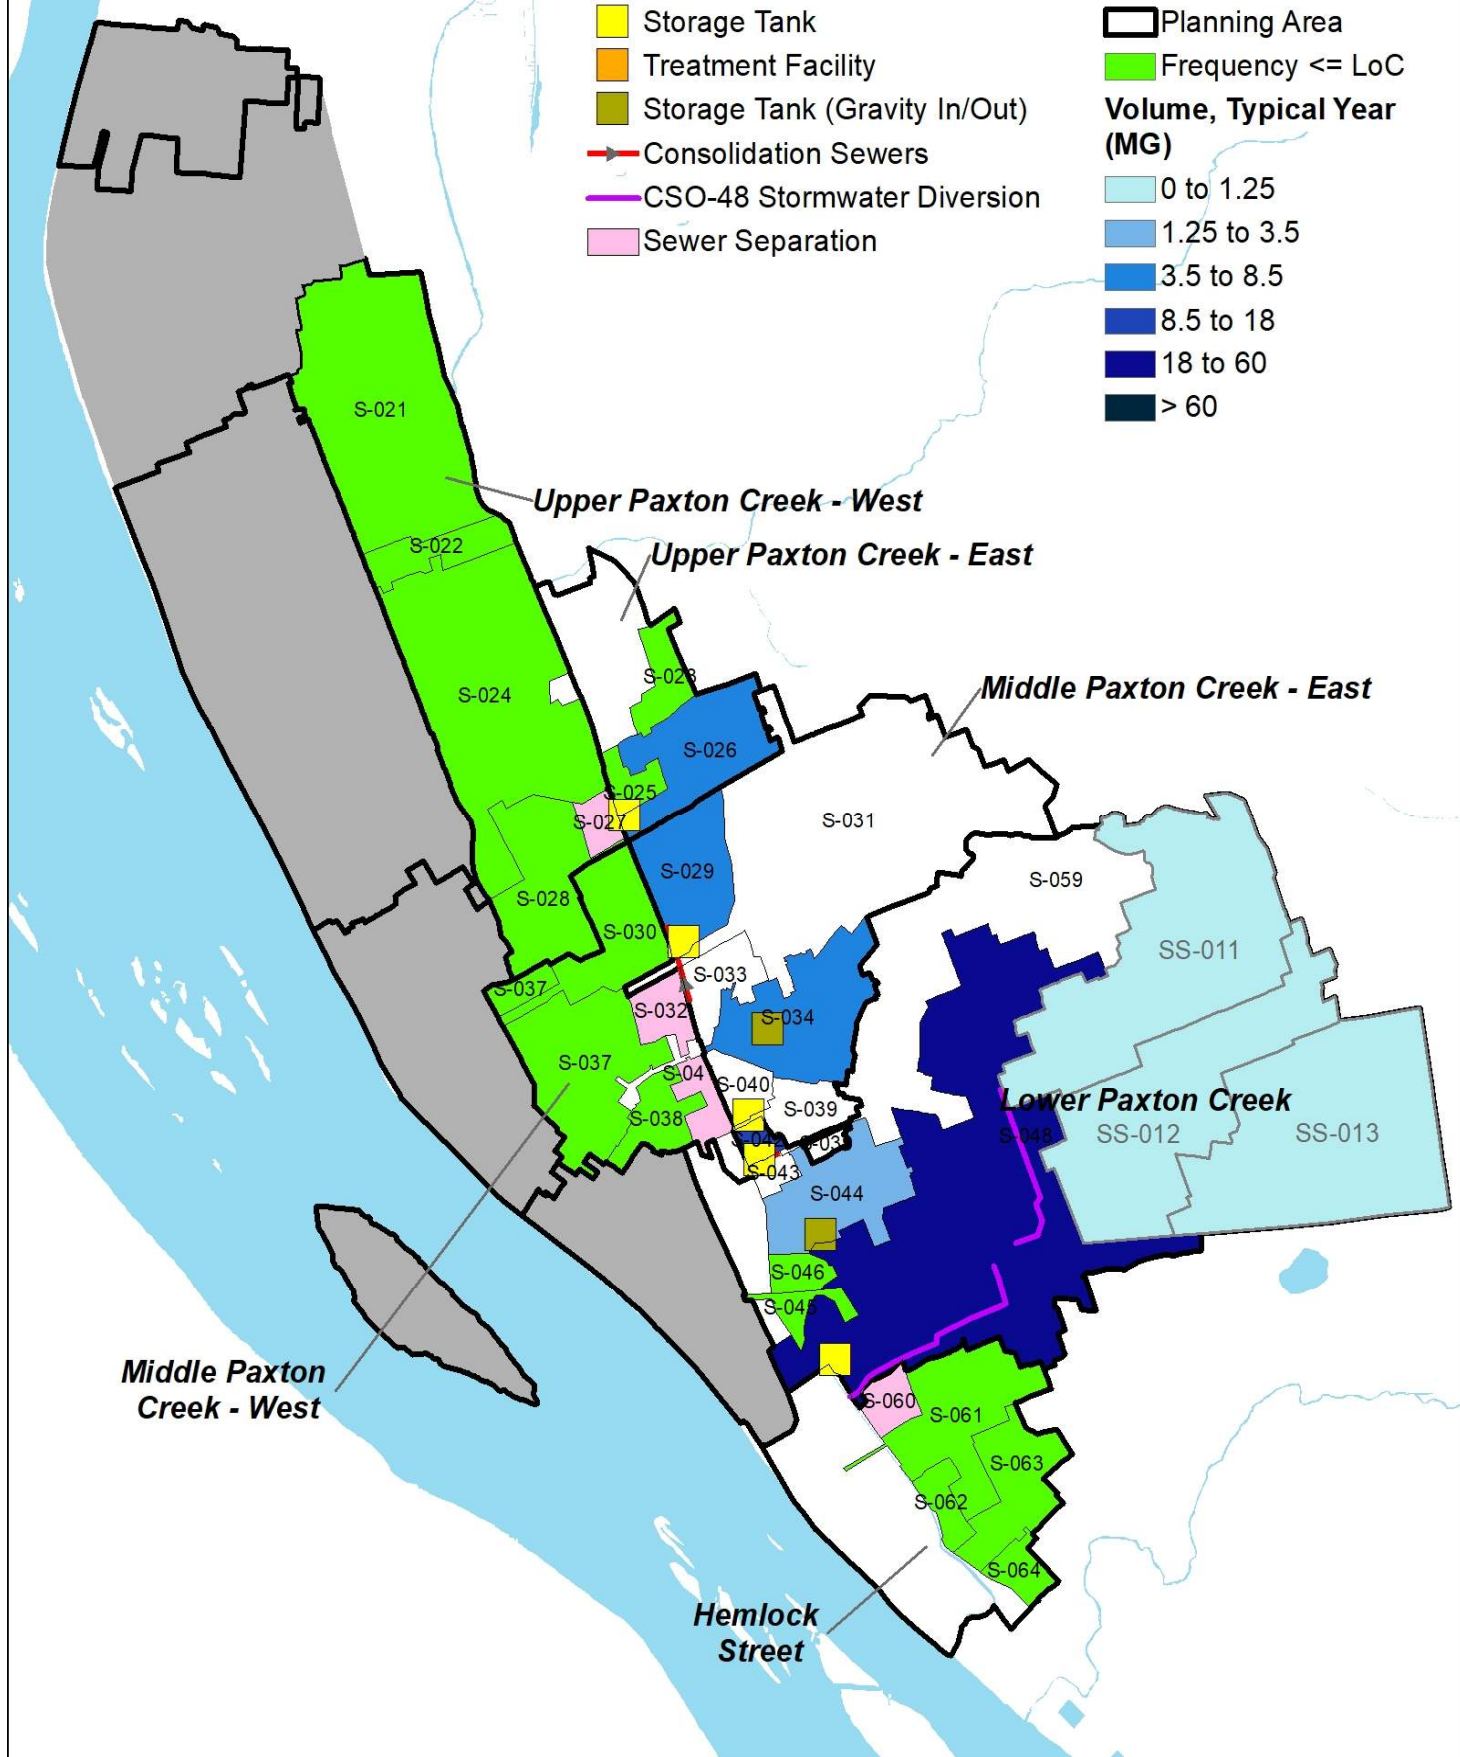 Storage Tank
Treatment Facility
Storage Tank (Gravity In/Out)
Consolidation Sewers
CSO-48 Stormwater Diversion
Sewer Separation
Planning Area
Frequency <= LoC
Volume, Typical Year
(MG)
0 to 1.25
1.25 to 3.5
3.5 to 8.5
8.5 to 18
18 to 60
> 60
S-021
Upper Paxton Creek - West
S-022
Upper Paxton Creek - East
S-023
S-024
Middle Paxton Creek - East
S-026
S-025
S-027
S-031
S-029
S-059
S-028
S-030
SS-011
S-033
S-037
S-032
S-034
S-037
S-04
S-040
S-039
Lower Paxton Creek
S-038
S-048
SS-012
SS-013
S-042
S-03
S-043
S-044
S-046
S-045
Middle Paxton
Creek - West
S-060
S-061
S-063
S-062
S-064
Hemlock
Street